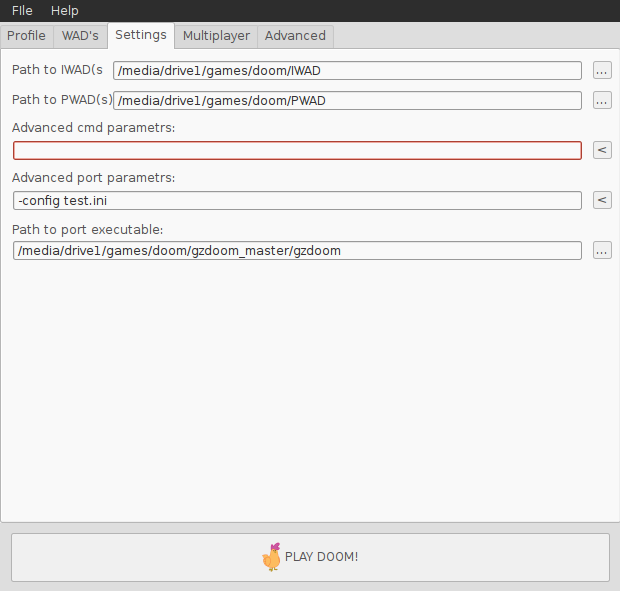 FIle Help
Profile WAD's Settings Multiplayer Advanced
Path to IWAD(s /media/drive1/games/doom/IWAD ...
Path to PWAD(s) /media/drive1/games/doom/PWAD ...
Advanced cmd parametrs:
<
Advanced port parametrs:
-config test.ini <
Path to port executable:
/media/drive1/games/doom/gzdoom_master/gzdoom ...
PLAY DOOM!